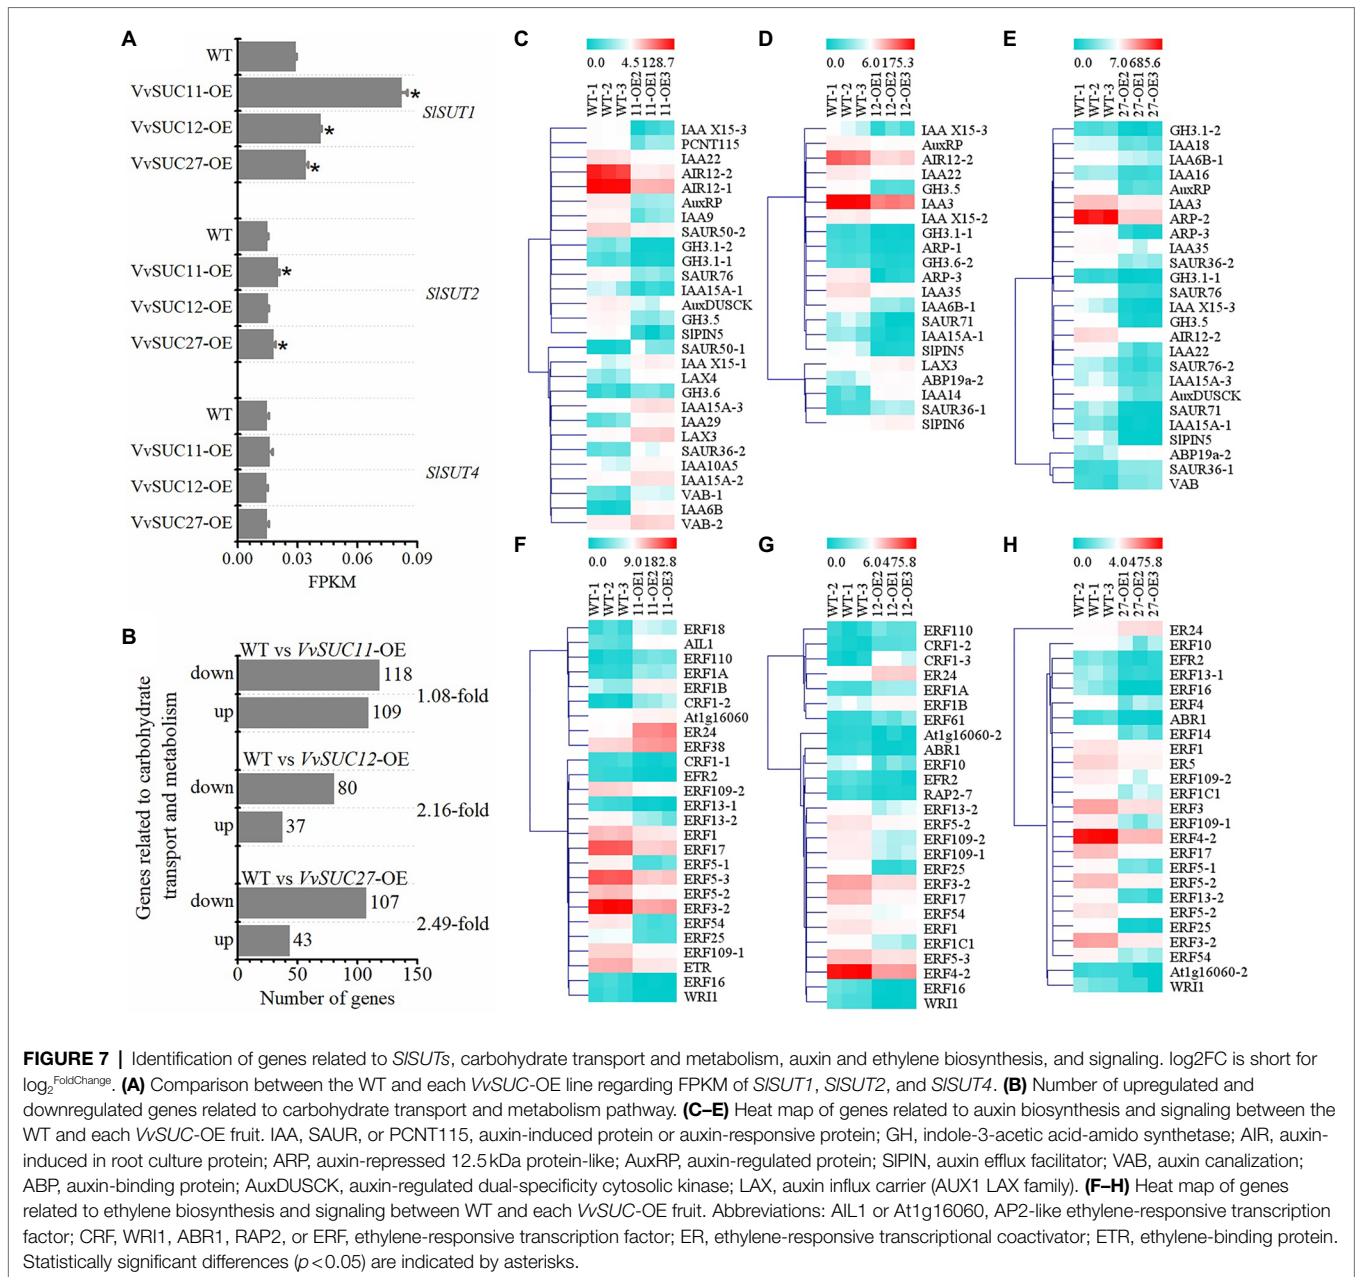 A
WT
VvSUC11-OE
*
SlSUT1
VvSUC12-OE
*
VvSUC27-OE
*
WT
VvSUC11-OE
*
SlSUT2
VvSUC12-OE
VvSUC27-OE
*
WT
VvSUC11-OE
SlSUT4
VvSUC12-OE
VvSUC27-OE
0.00 0.03 0.06 0.09
FPKM
B
Genes related to carbohydrate
transport and metabolism
WT vs VvSUC11-OE
down 118
1.08-fold
up 109
WT vs VvSUC12-OE
down 80
2.16-fold
up 37
WT vs VvSUC27-OE
down 107
2.49-fold
up 43
0 50 100 150
Number of genes
C
0.0 4.5 128.7
WT-1 WT-2 WT-3 11-OE2 11-OE1 11-OE3
IAA X15-3
PCNT115
IAA22
AIR12-2
AIR12-1
AuxRP
IAA9
SAUR50-2
GH3.1-2
GH3.1-1
SAUR76
IAA15A-1
AuxDUSCK
GH3.5
SlPIN5
SAUR50-1
IAA X15-1
LAX4
GH3.6
IAA15A-3
IAA29
LAX3
SAUR36-2
IAA10A5
IAA15A-2
VAB-1
IAA6B
VAB-2
D
0.0 6.0 175.3
WT-1 WT-2 WT-3 12-OE2 12-OE1 12-OE3
IAA X15-3
AuxRP
AIR12-2
IAA22
GH3.5
IAA3
IAA X15-2
GH3.1-1
ARP-1
GH3.6-2
ARP-3
IAA35
IAA6B-1
SAUR71
IAA15A-1
SlPIN5
LAX3
ABP19a-2
IAA14
SAUR36-1
SlPIN6
E
0.0 7.0 685.6
WT-1 WT-2 WT-3 27-OE2 27-OE1 27-OE3
GH3.1-2
IAA18
IAA6B-1
IAA16
AuxRP
IAA3
ARP-2
ARP-3
IAA35
SAUR36-2
GH3.1-1
SAUR76
IAA X15-3
GH3.5
AIR12-2
IAA22
SAUR76-2
IAA15A-3
AuxDUSCK
SAUR71
IAA15A-1
SlPIN5
ABP19a-2
SAUR36-1
VAB
F
0.0 9.0 182.8
WT-1 WT-2 WT-3 11-OE1 11-OE2 11-OE3
ERF18
AIL1
ERF110
ERF1A
ERF1B
CRF1-2
At1g16060
ER24
ERF38
CRF1-1
EFR2
ERF109-2
ERF13-1
ERF13-2
ERF1
ERF17
ERF5-1
ERF5-3
ERF5-2
ERF3-2
ERF54
ERF25
ERF109-1
ETR
ERF16
WRI1
G
0.0 6.0 475.8
WT-2 WT-1 WT-3 12-OE2 12-OE1 12-OE3
ERF110
CRF1-2
CRF1-3
ER24
ERF1A
ERF1B
ERF61
At1g16060-2
ABR1
ERF10
EFR2
RAP2-7
ERF13-2
ERF5-2
ERF109-2
ERF109-1
ERF25
ERF3-2
ERF17
ERF54
ERF1
ERF1C1
ERF5-3
ERF4-2
ERF16
WRI1
H
0.0 4.0 475.8
WT-2 WT-1 WT-3 27-OE1 27-OE2 27-OE3
ER24
ERF10
EFR2
ERF13-1
ERF16
ERF4
ABR1
ERF14
ERF1
ER5
ERF109-2
ERF1C1
ERF3
ERF109-1
ERF4-2
ERF17
ERF5-1
ERF5-2
ERF13-2
ERF5-2
ERF25
ERF3-2
ERF54
At1g16060-2
WRI1
FIGURE 7 | Identification of genes related to SlSUTs, carbohydrate transport and metabolism, auxin and ethylene biosynthesis, and signaling. log2FC is short for
log2FoldChange. (A) Comparison between the WT and each VvSUC-OE line regarding FPKM of SlSUT1, SlSUT2, and SlSUT4. (B) Number of upregulated and
downregulated genes related to carbohydrate transport and metabolism pathway. (C–E) Heat map of genes related to auxin biosynthesis and signaling between the
WT and each VvSUC-OE fruit. IAA, SAUR, or PCNT115, auxin-induced protein or auxin-responsive protein; GH, indole-3-acetic acid-amido synthetase; AIR, auxin-
induced in root culture protein; ARP, auxin-repressed 12.5 kDa protein-like; AuxRP, auxin-regulated protein; SlPIN, auxin efflux facilitator; VAB, auxin canalization;
ABP, auxin-binding protein; AuxDUSCK, auxin-regulated dual-specificity cytosolic kinase; LAX, auxin influx carrier (AUX1 LAX family). (F–H) Heat map of genes
related to ethylene biosynthesis and signaling between WT and each VvSUC-OE fruit. Abbreviations: AIL1 or At1g16060, AP2-like ethylene-responsive transcription
factor; CRF, WRI1, ABR1, RAP2, or ERF, ethylene-responsive transcription factor; ER, ethylene-responsive transcriptional coactivator; ETR, ethylene-binding protein.
Statistically significant differences (p < 0.05) are indicated by asterisks.